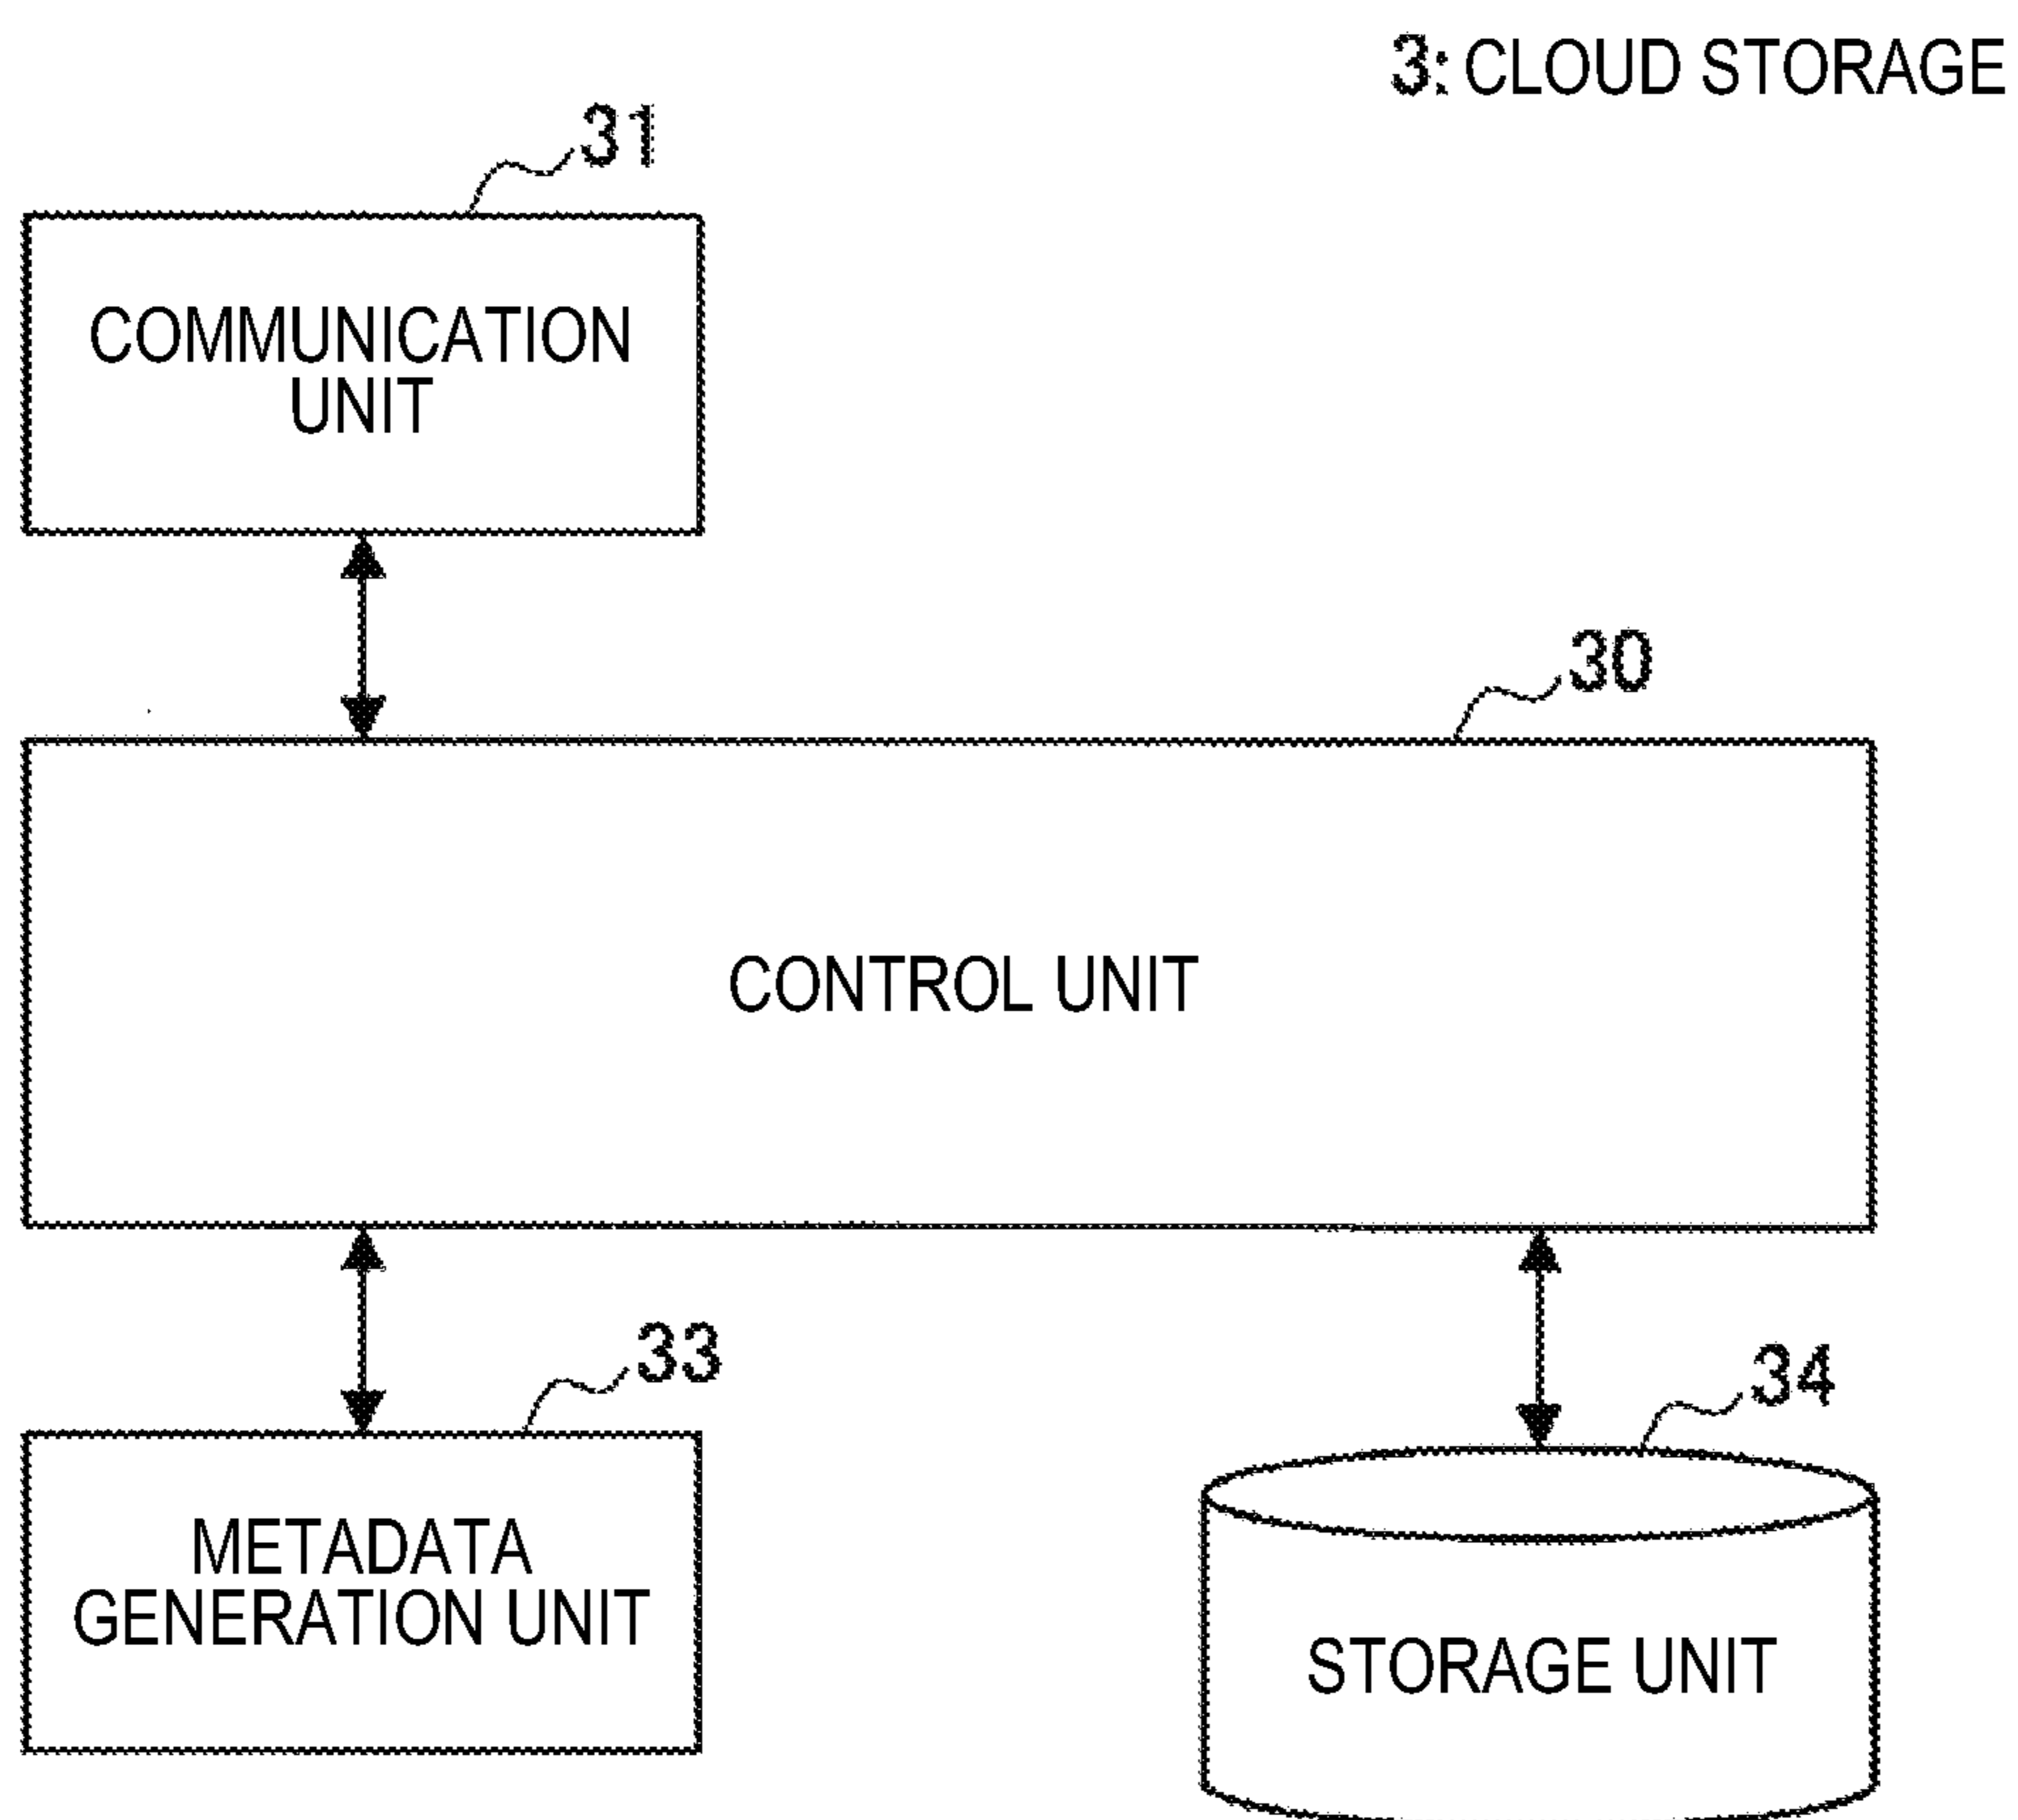 3: CLOUD STORAGE
31
COMMUNICATION
UNIT
30
CONTROL UNIT
33
METADATA
GENERATION UNIT
34
STORAGE UNIT